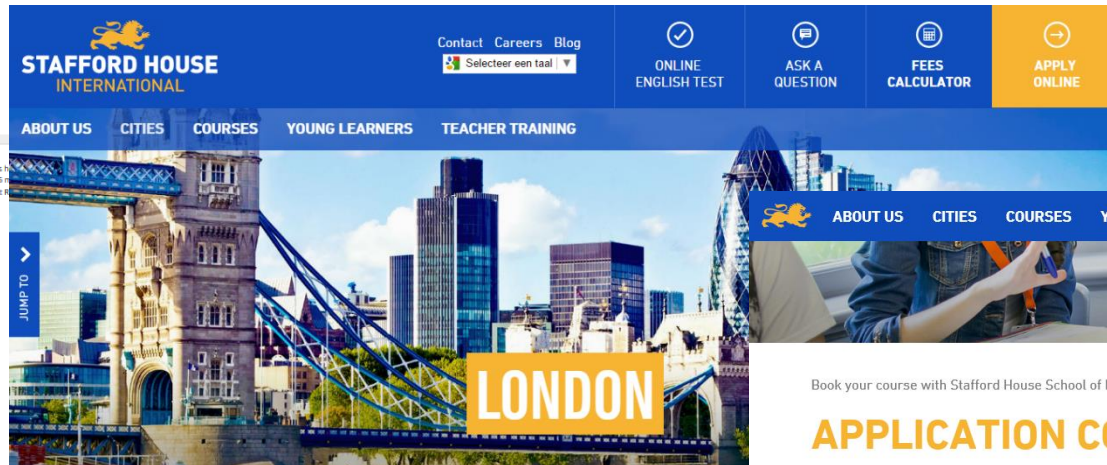 STAFFORD HOUSE
INTERNATIONAL
Contact Careers Blog
Selecteer een taal
ONLINE
ENGLISH TEST
ASK A
QUESTION
FEES
CALCULATOR
APPLY
ONLINE
ABOUT US CITIES COURSES YOUNG LEARNERS TEACHER TRAINING
JUMP TO
LONDON
ABOUT US CITIES COURSES
Book your course with Stafford House School of
APPLICATION